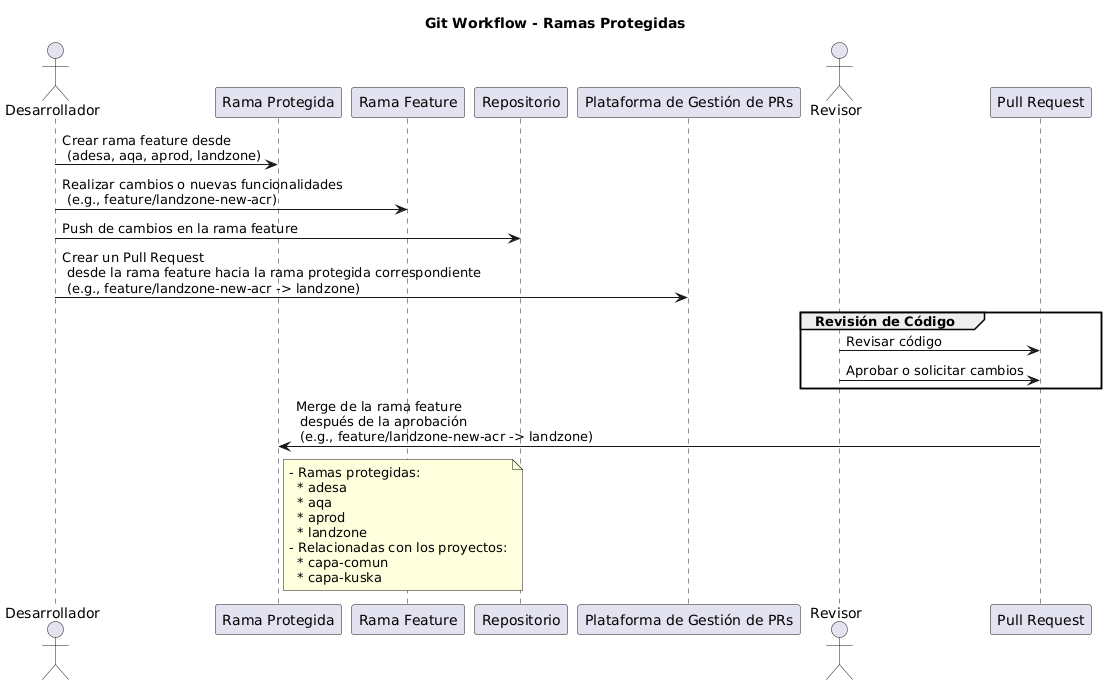 Git Workflow - Ramas Protegidas
Desarrollador
Rama Protegida
Rama Feature
Repositorio
Plataforma de Gestión de PRs
Revisor
Pull Request
Crear rama feature desde
(adesa, aqa, aprod, landzone)
Realizar cambios o nuevas funcionalidades
(e.g., feature/landzone-new-acr)
Push de cambios en la rama feature
Crear un Pull Request
desde la rama feature hacia la rama protegida correspondiente
(e.g., feature/landzone-new-acr -> landzone)
Revisión de Código
Revisar código
Aprobar o solicitar cambios
Merge de la rama feature
después de la aprobación
(e.g., feature/landzone-new-acr -> landzone)
- Ramas protegidas:
* adesa
* aqa
* aprod
* landzone
- Relacionadas con los proyectos:
* capa-comun
* capa-kuska
Desarrollador
Rama Protegida
Rama Feature
Repositorio
Plataforma de Gestión de PRs
Revisor
Pull Request